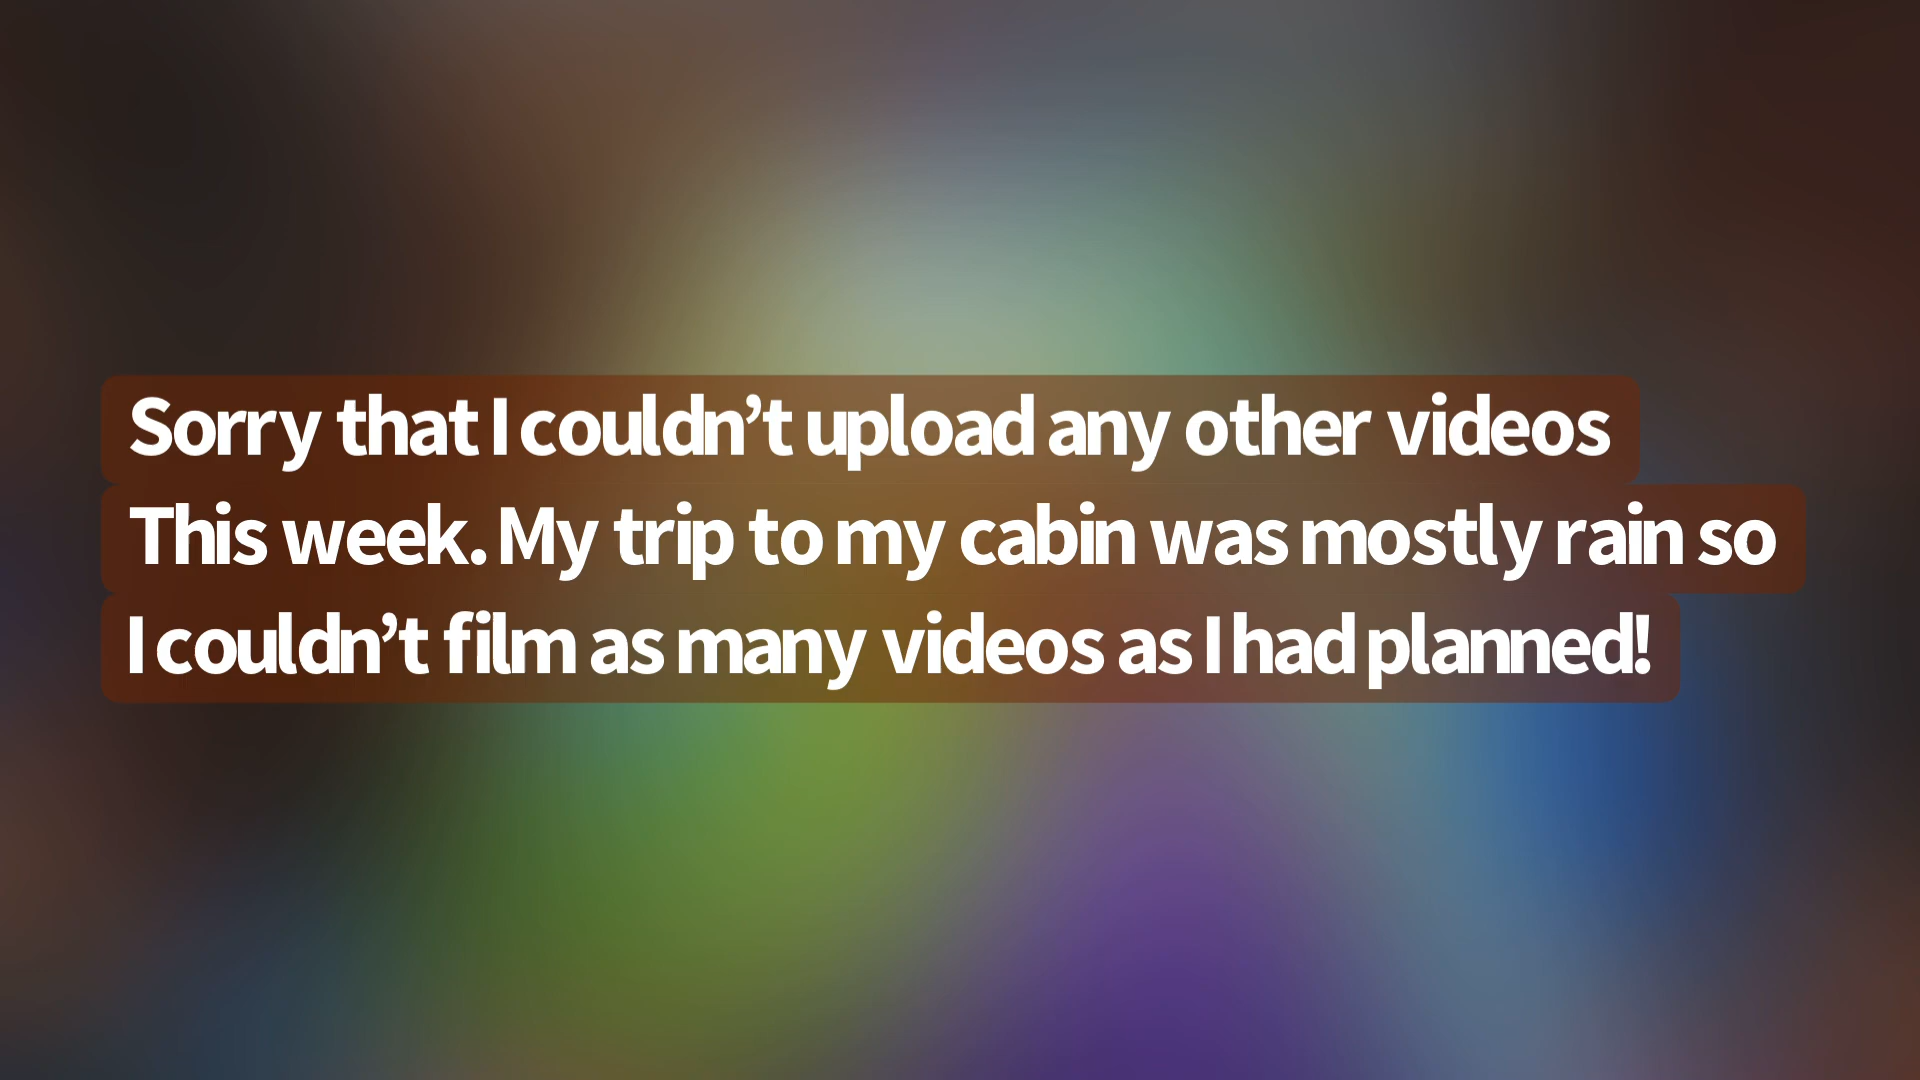 Sorry that I couldn’t upload any other videos
This week. My trip to my cabin was mostly rain so
I couldn’t film as many videos as I had planned!